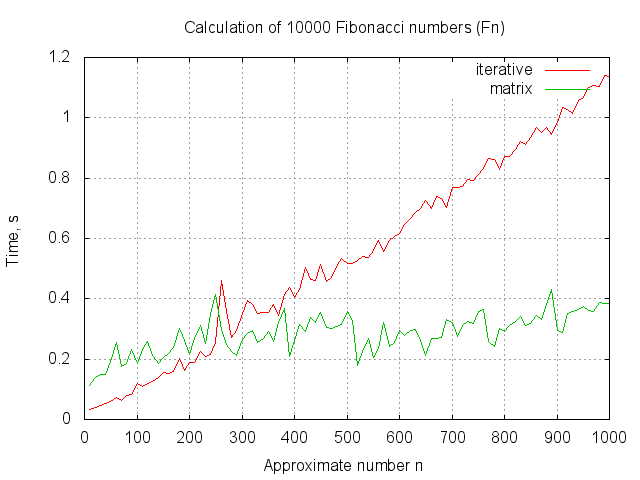 Calculation of 10000 Fibonacci numbers (Fn)
iterative
matrix
Time, s
1.2
1
0.8
0.6
0.4
0.2
0
0 100 200 300 400 500 600 700 800 900 1000
Approximate number n